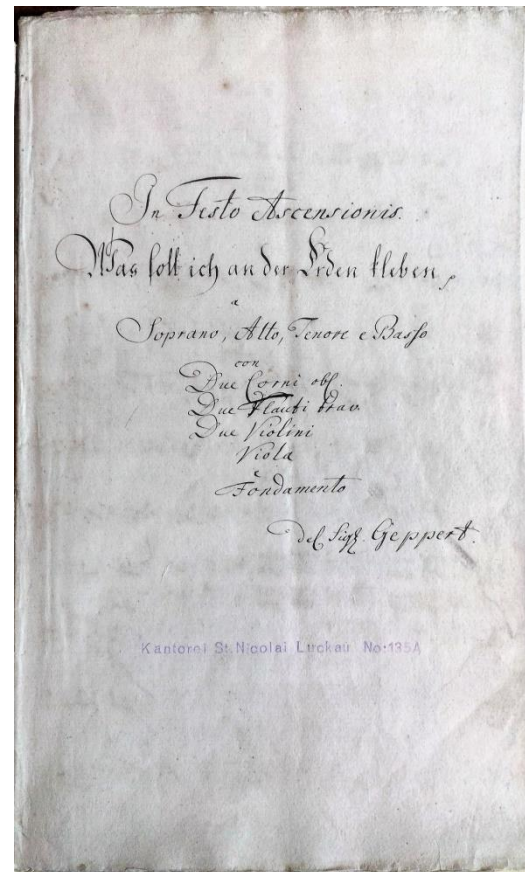 In Festo Ascensionis.
Was soll ich an der Erden kleben,
a
Soprano, Alto, Tenore e Basso
con
Due Corni obl.
Due Flauti trav.
Due Violini
Viola
e
Fondamento
del Sigr. Geppert.
Kantorei St. Nicolai Luckau No: 135A